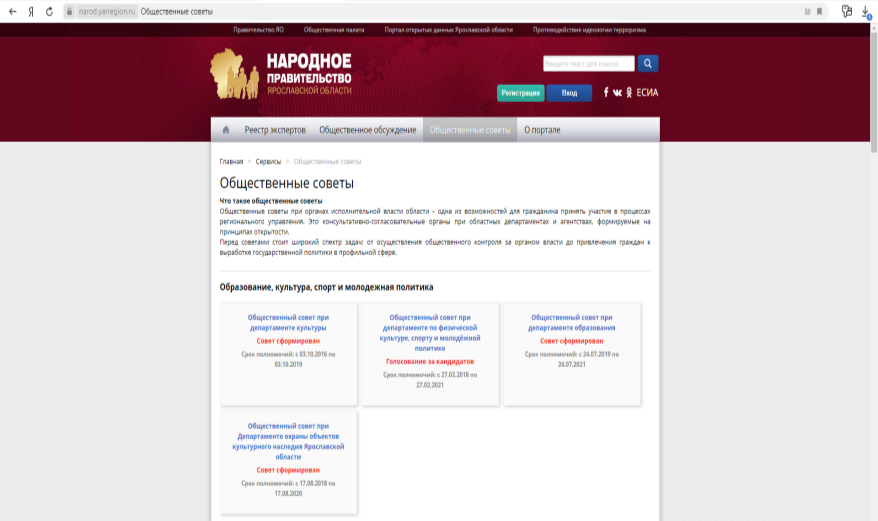 narod.yarregion.ru Общественные советы
Правительство ЯО Общественная палата Портал открытых данных Ярославской области Противодействие идеологии терроризма
НАРОДНОЕ
ПРАВИТЕЛЬСТВО
ЯРОСЛАВСКОЙ ОБЛАСТИ
Введите текст для поиска
Регистрация Вход ЕСИА
Реестр экспертов Общественное обсуждение Общественные советы О портале
Главная > Сервисы > Общественные советы
Общественные советы
Что такое общественные советы
Общественные советы при органах исполнительной власти области – одна из возможностей для гражданина принять участие в процессах
регионального управления. Это консультативно-согласовательные органы при областных департаментах и агентствах, формируемые на
принципах открытости.
Перед советами стоит широкий спектр задач: от осуществления общественного контроля за органом власти до привлечения граждан к
выработке государственной политики в профильной сфере.
Образование, культура, спорт и молодежная политика
Общественный совет при
департаменте культуры
Совет сформирован
Срок полномочий: с 03.10.2016 по
03.10.2019
Общественный совет при
департаменте по физической
культуре, спорту и молодёжной
политике
Голосование за кандидатов
Срок полномочий: с 27.02.2018 по
27.02.2021
Общественный совет при
департаменте образования
Совет сформирован
Срок полномочий: с 24.07.2019 по
24.07.2021
Общественный совет при
Департаменте охраны объектов
культурного наследия Ярославской
области
Совет сформирован
Срок полномочий: с 17.08.2018 по
17.08.2020